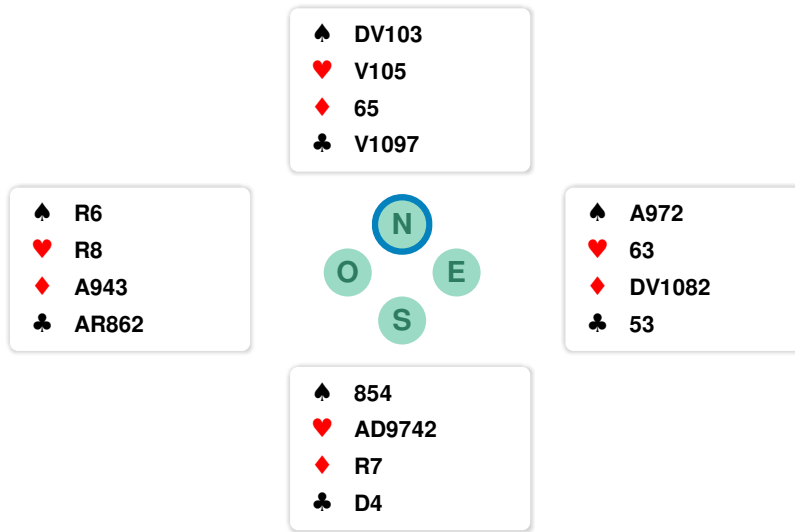 ♠ DV103
♥ V105
♦ 65
♣ V1097
♠ R6
♥ R8
♦ A943
♣ AR862
N
O E
S
♠ A972
♥ 63
♦ DV1082
♣ 53
♠ 854
♥ AD9742
♦ R7
♣ D4